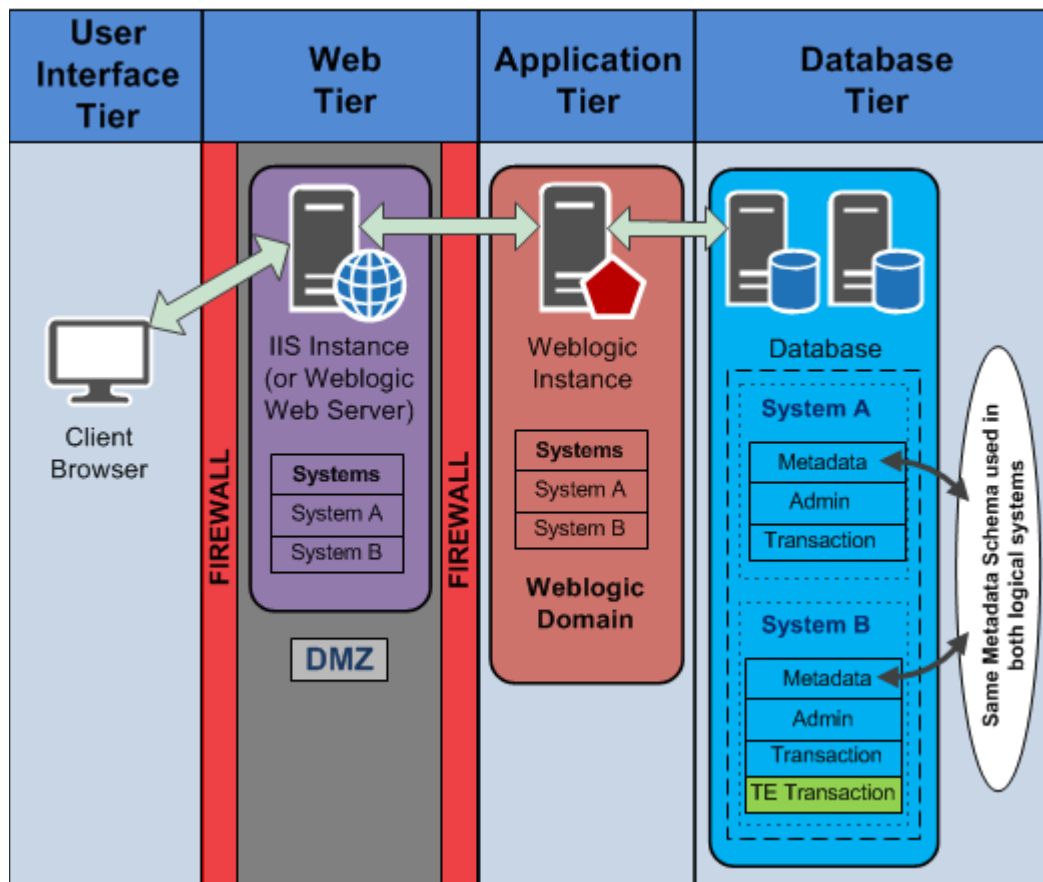 User
Interface
Tier
Web
Tier
Application
Tier
Database
Tier
Client
Browser
FIREWALL
IIS Instance
(or Weblogic
Web Server)
Systems
System A
System B
DMZ
FIREWALL
Weblogic
Instance
Systems
System A
System B
Weblogic
Domain
Database
System A
Metadata
Admin
Transaction
System B
Metadata
Admin
Transaction
TE Transaction
Same Metadata Schema used in
both logical systems